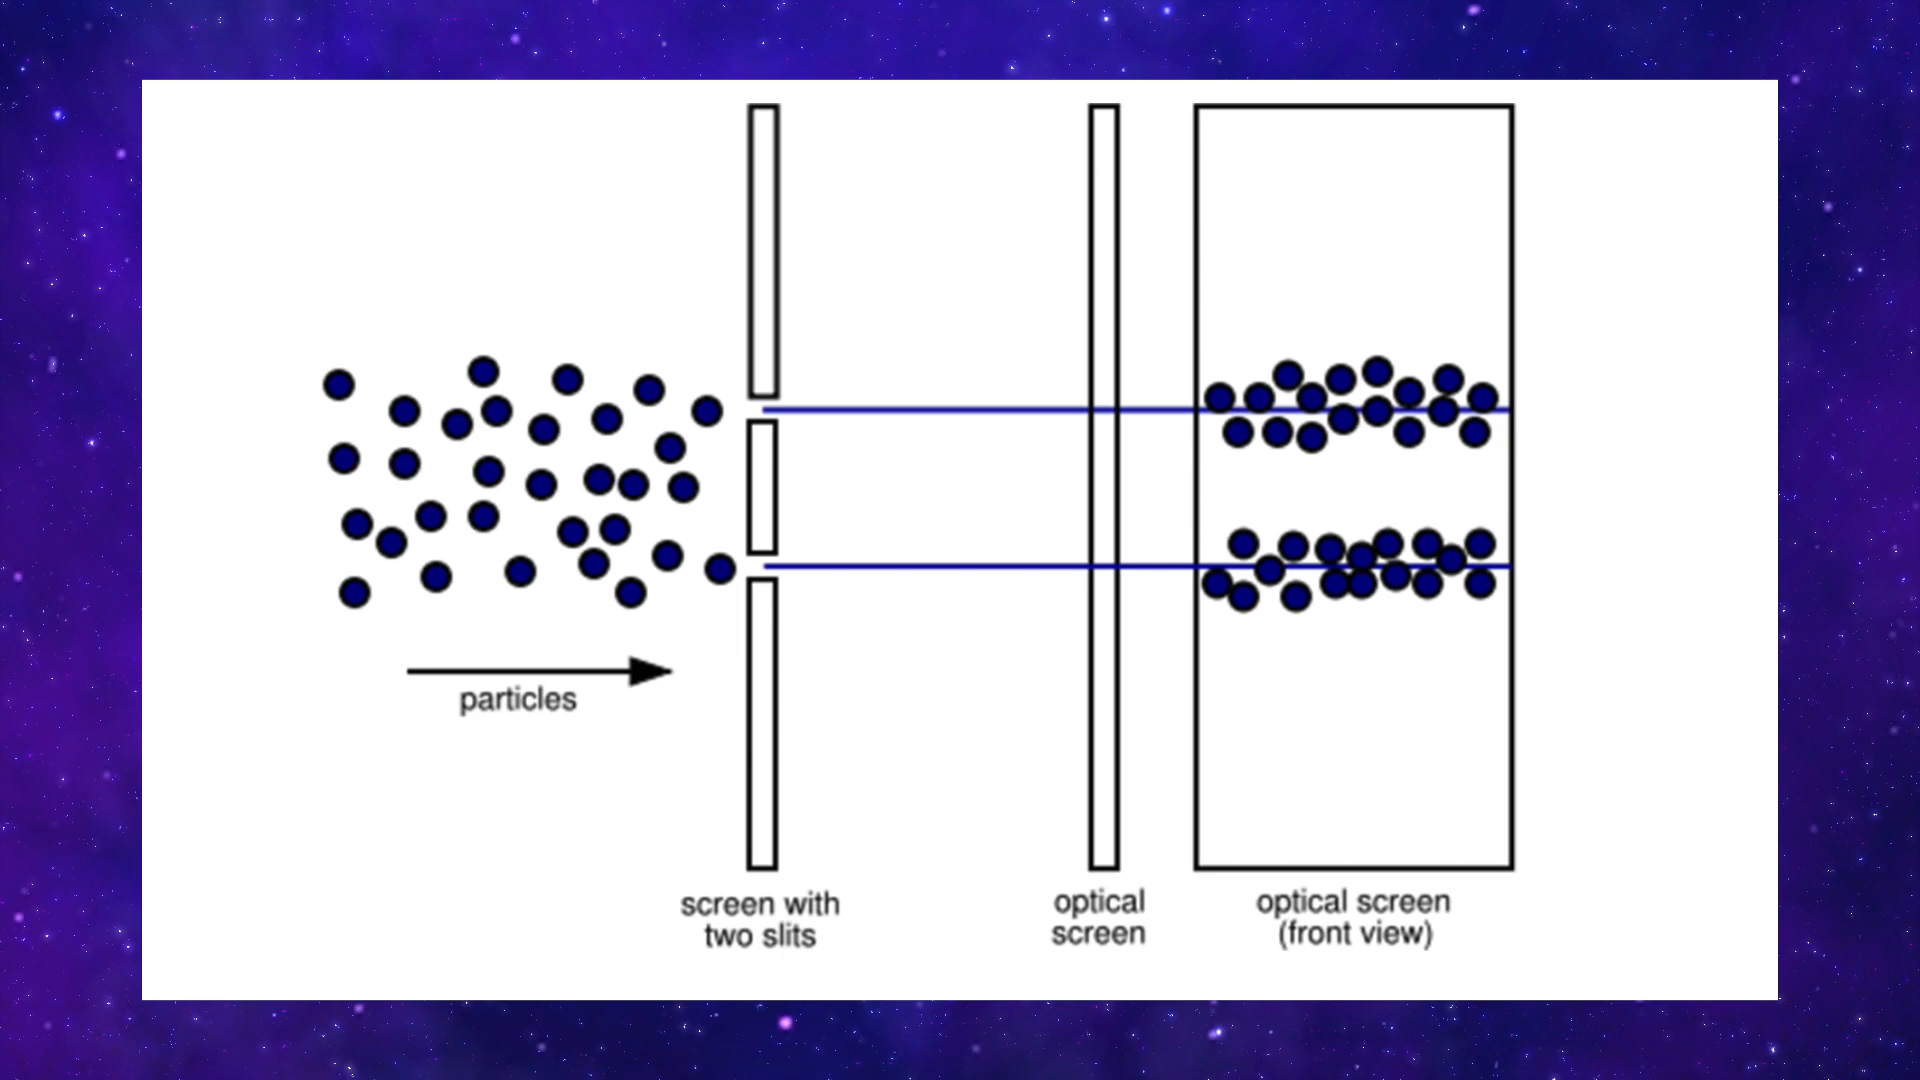 particles
screen with
two slits
optical
screen
optical screen
(front view)